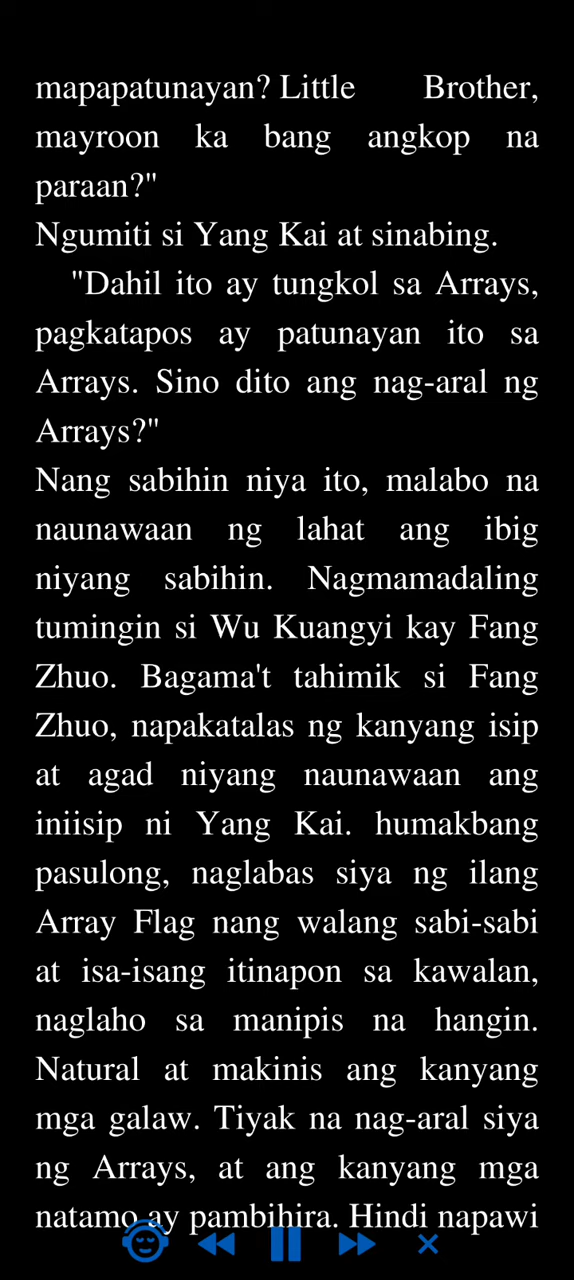 mapapatunayan? Little Brother,
mayroon ka bang angkop na
paraan?"
Ngumiti si Yang Kai at sinabing.
"Dahil ito ay tungkol sa Arrays,
pagkatapos ay patunayan ito sa
Arrays. Sino dito ang nag-aral ng
Arrays?"
Nang sabihin niya ito, malabo na
naunawaan ng lahat ang ibig
niyang sabihin. Nagmamadaling
tumingin si Wu Kuangyi kay Fang
Zhuo. Bagama't tahimik si Fang
Zhuo, napakatalas ng kanyang isip
at agad niyang naunawaan ang
iniisip ni Yang Kai. humakbang
pasulong, naglabas siya ng ilang
Array Flag nang walang sabi-sabi
at isa-isang itinapon sa kawalan,
naglaho sa manipis na hangin.
Natural at makinis ang kanyang
mga galaw. Tiyak na nag-aral siya
ng Arrays, at ang kanyang mga
natamo ay pambihira. Hindi napawi